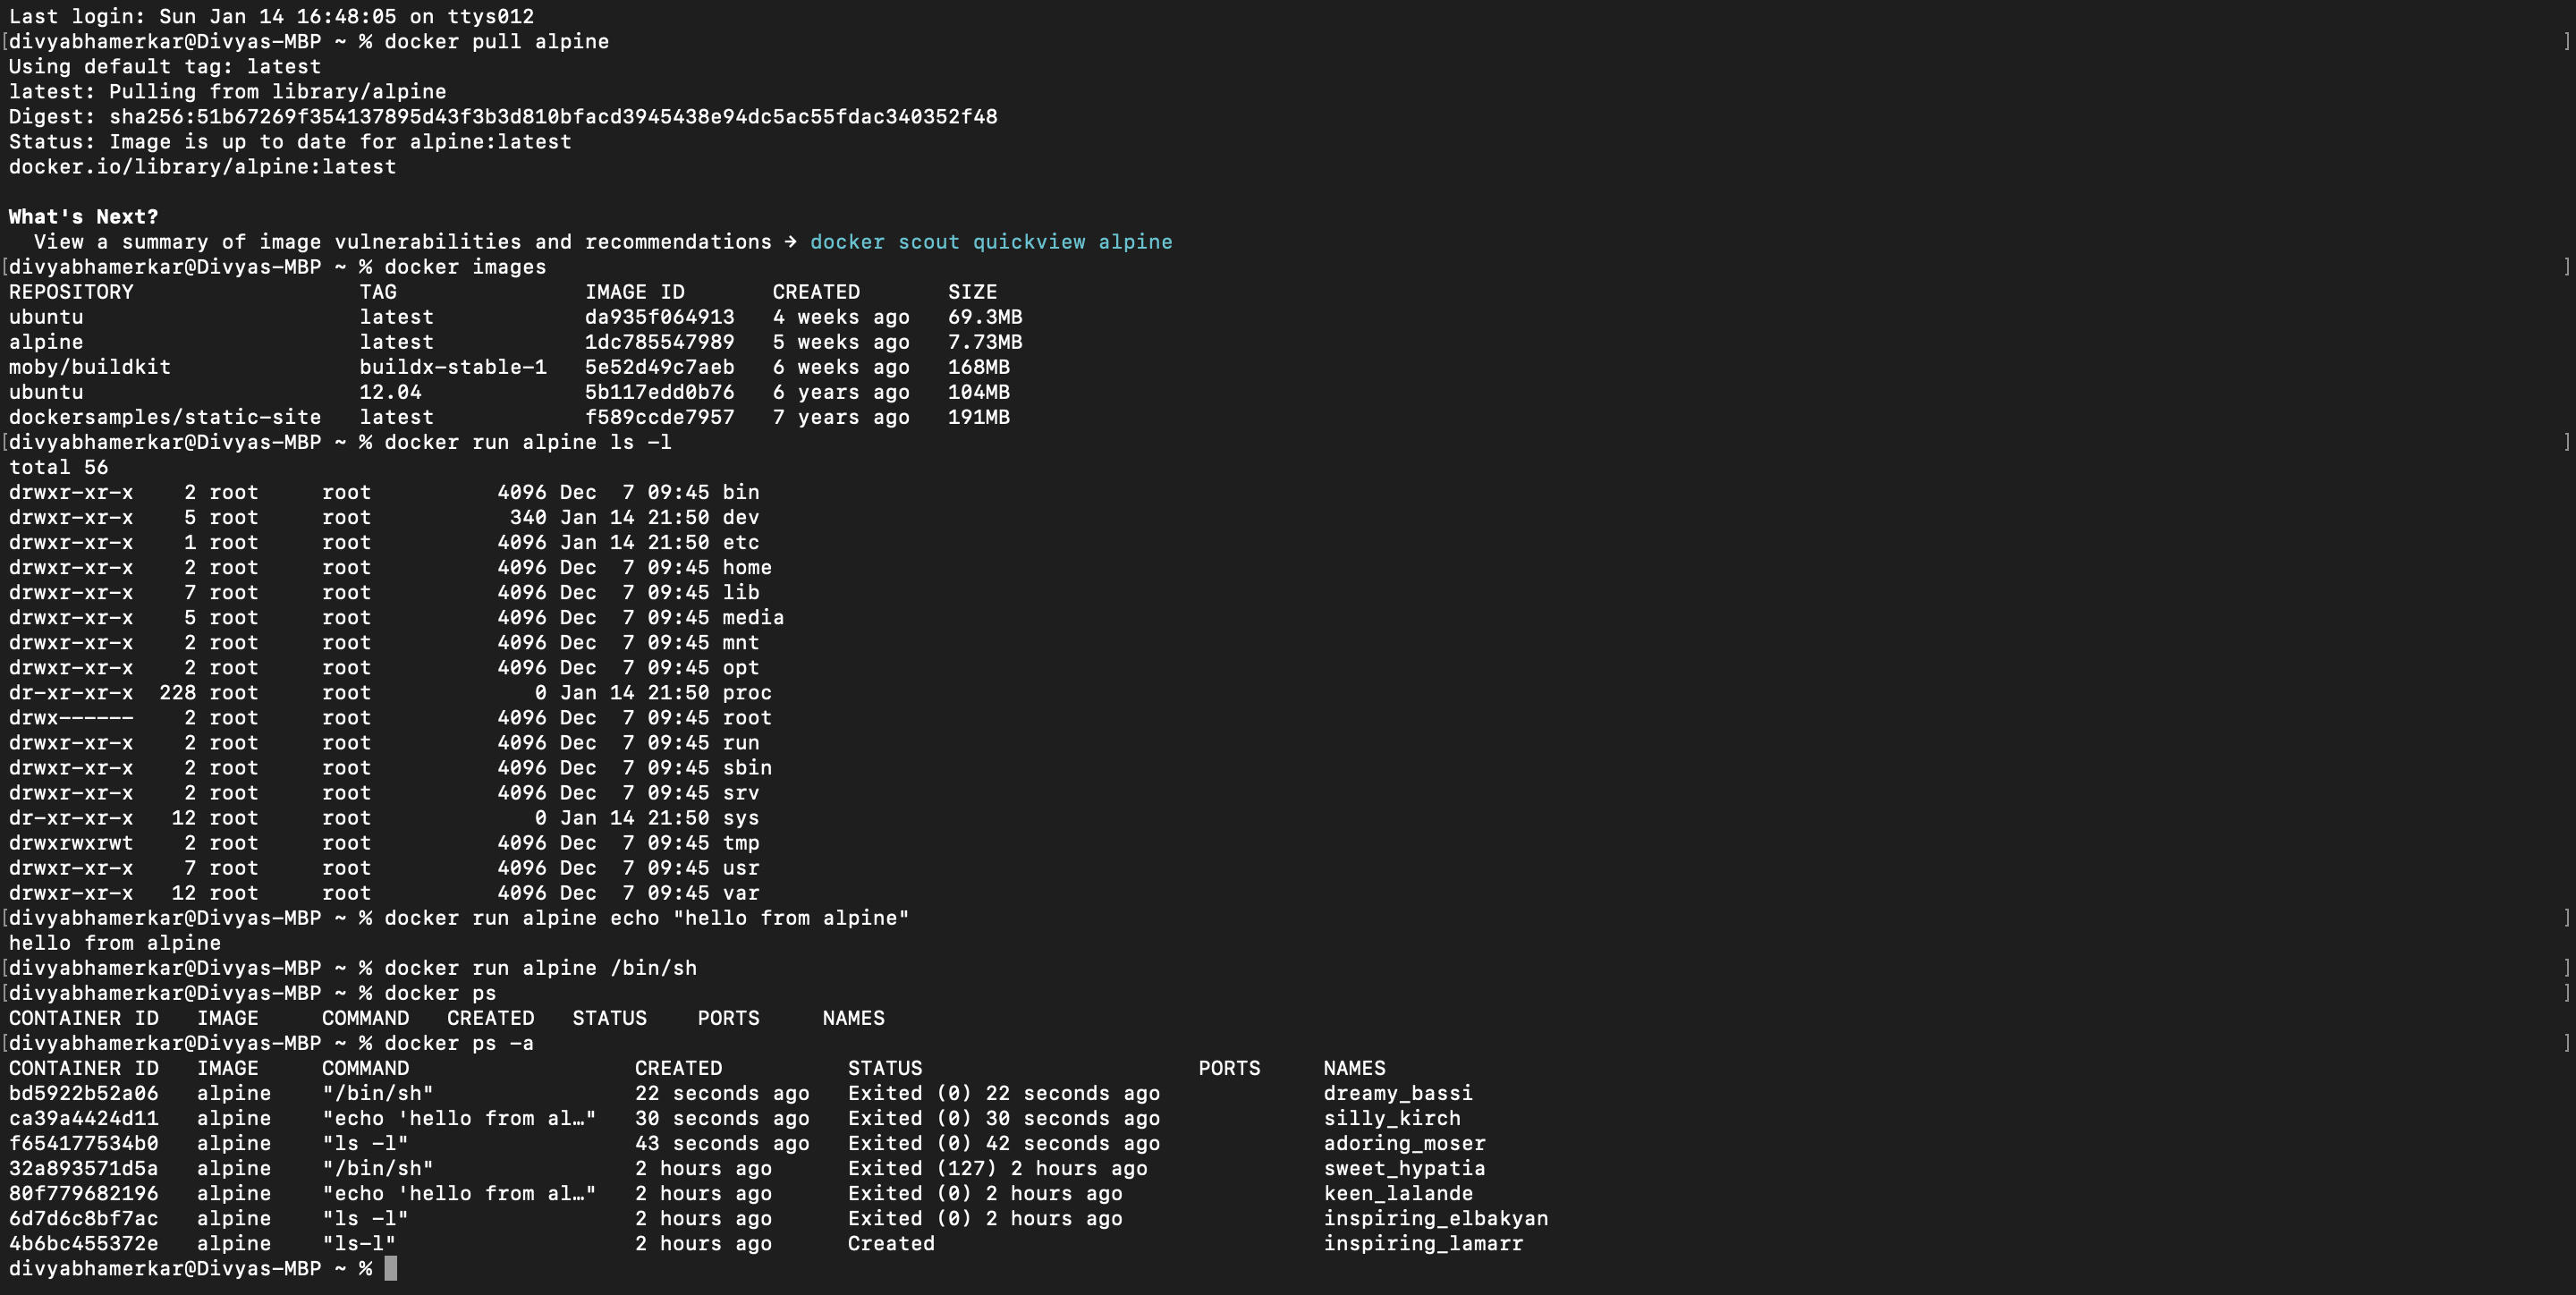 Last login: Sun Jan 14 16:48:05 on ttys012
[divyabhamerkar@Divyas-MBP ~ % docker pull alpine ]
Using default tag: latest
latest: Pulling from library/alpine
Digest: sha256:51b67269f354137895d43f3b3d810bfacd3945438e94dc5ac55fdac340352f48
Status: Image is up to date for alpine:latest
docker.io/library/alpine:latest

What's Next?
  View a summary of image vulnerabilities and recommendations → docker scout quickview alpine
[divyabhamerkar@Divyas-MBP ~ % docker images ]
REPOSITORY                  TAG               IMAGE ID       CREATED       SIZE
ubuntu                      latest            da935f064913   4 weeks ago   69.3MB
alpine                      latest            1dc785547989   5 weeks ago   7.73MB
moby/buildkit               buildx-stable-1   5e52d49c7aeb   6 weeks ago   168MB
ubuntu                      12.04             5b117edd0b76   6 years ago   104MB
dockersamples/static-site   latest            f589ccde7957   7 years ago   191MB
[divyabhamerkar@Divyas-MBP ~ % docker run alpine ls -l ]
total 56
drwxr-xr-x    2 root     root          4096 Dec  7 09:45 bin
drwxr-xr-x    5 root     root           340 Jan 14 21:50 dev
drwxr-xr-x    1 root     root          4096 Jan 14 21:50 etc
drwxr-xr-x    2 root     root          4096 Dec  7 09:45 home
drwxr-xr-x    7 root     root          4096 Dec  7 09:45 lib
drwxr-xr-x    5 root     root          4096 Dec  7 09:45 media
drwxr-xr-x    2 root     root          4096 Dec  7 09:45 mnt
drwxr-xr-x    2 root     root          4096 Dec  7 09:45 opt
dr-xr-xr-x  228 root     root             0 Jan 14 21:50 proc
drwx------    2 root     root          4096 Dec  7 09:45 root
drwxr-xr-x    2 root     root          4096 Dec  7 09:45 run
drwxr-xr-x    2 root     root          4096 Dec  7 09:45 sbin
drwxr-xr-x    2 root     root          4096 Dec  7 09:45 srv
dr-xr-xr-x   12 root     root             0 Jan 14 21:50 sys
drwxrwxrwt    2 root     root          4096 Dec  7 09:45 tmp
drwxr-xr-x    7 root     root          4096 Dec  7 09:45 usr
drwxr-xr-x   12 root     root          4096 Dec  7 09:45 var
[divyabhamerkar@Divyas-MBP ~ % docker run alpine echo "hello from alpine" ]
hello from alpine
[divyabhamerkar@Divyas-MBP ~ % docker run alpine /bin/sh ]
[divyabhamerkar@Divyas-MBP ~ % docker ps ]
CONTAINER ID   IMAGE     COMMAND   CREATED   STATUS    PORTS     NAMES
[divyabhamerkar@Divyas-MBP ~ % docker ps -a ]
CONTAINER ID   IMAGE     COMMAND                  CREATED          STATUS                      PORTS     NAMES
bd5922b52a06   alpine    "/bin/sh"                22 seconds ago   Exited (0) 22 seconds ago             dreamy_bassi
ca39a4424d11   alpine    "echo 'hello from al…"   30 seconds ago   Exited (0) 30 seconds ago             silly_kirch
f654177534b0   alpine    "ls -l"                  43 seconds ago   Exited (0) 42 seconds ago             adoring_moser
32a893571d5a   alpine    "/bin/sh"                2 hours ago      Exited (127) 2 hours ago              sweet_hypatia
80f779682196   alpine    "echo 'hello from al…"   2 hours ago      Exited (0) 2 hours ago                keen_lalande
6d7d6c8bf7ac   alpine    "ls -l"                  2 hours ago      Exited (0) 2 hours ago                inspiring_elbakyan
4b6bc455372e   alpine    "ls-l"                   2 hours ago      Created                               inspiring_lamarr
divyabhamerkar@Divyas-MBP ~ %